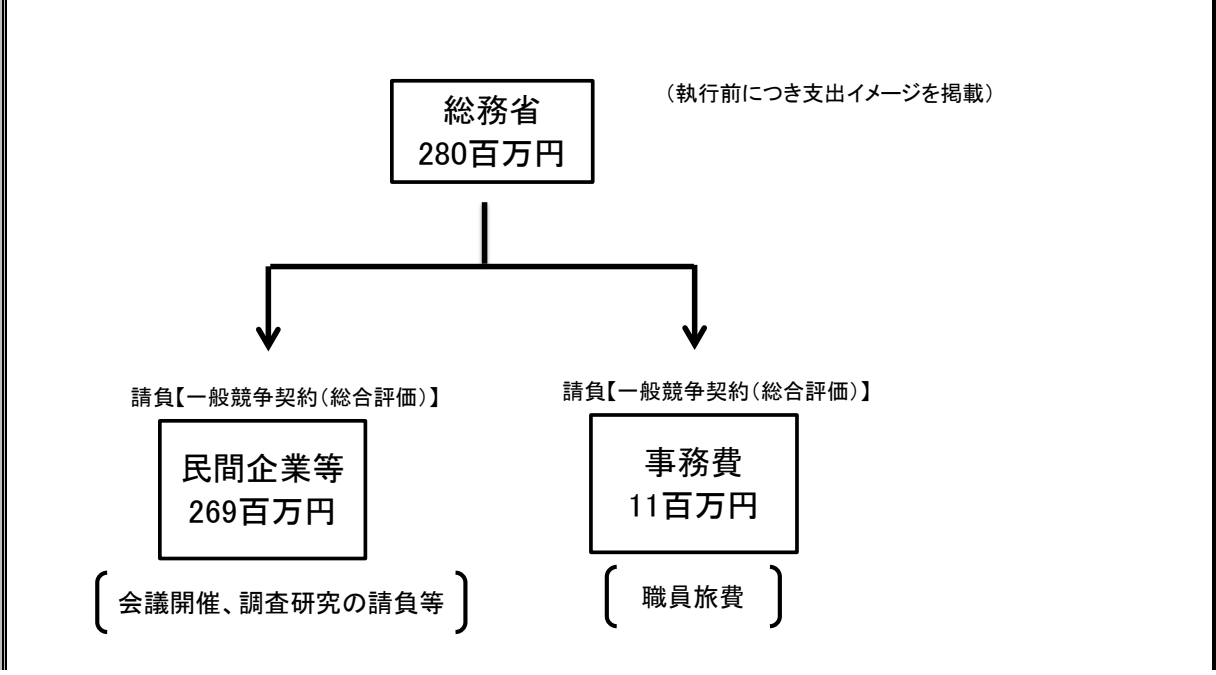 総務省
280百万円
（執行前につき支出イメージを掲載）
請負【一般競争契約（総合評価）】
民間企業等
269百万円
会議開催、調査研究の請負等
請負【一般競争契約（総合評価）】
事務費
11百万円
職員旅費